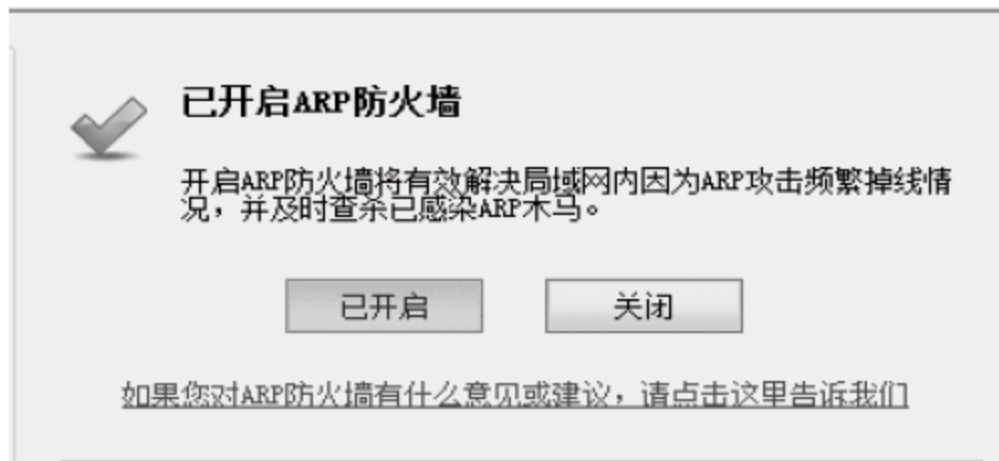 已开启ARP防火墙
开启ARP防火墙将有效解决局域网内因为ARP攻击频繁掉线情
况，并及时查杀已感染ARP木马。
已开启
关闭
如果您对ARP防火墙有什么意见或建议，请点击这里告诉我们